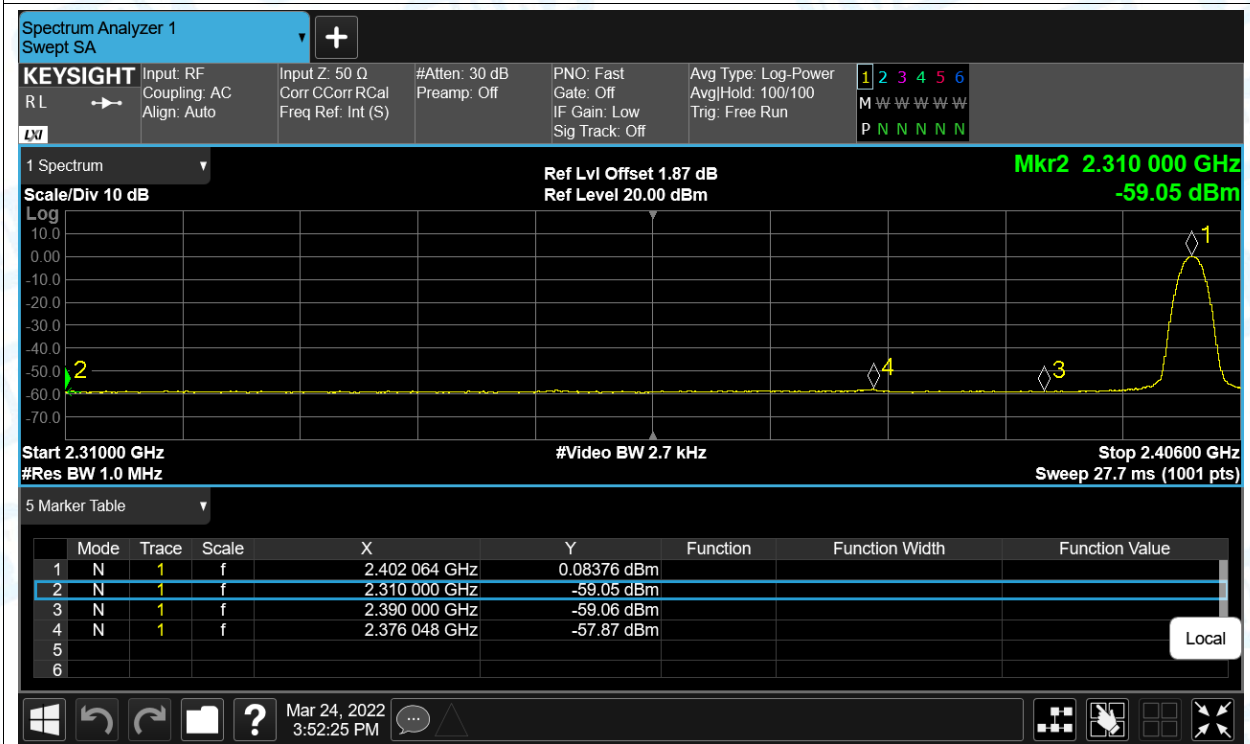 Spectrum Analyzer 1
Swept SA
KEYSIGHT
RL
LXI
Input: RF
Coupling: AC
Align: Auto
Input Z: 50 Ω
Corr CCorr RCal
Freq Ref: Int (S)
#Atten: 30 dB
Preamp: Off
PNO: Fast
Gate: Off
IF Gain: Low
Sig Track: Off
Avg Type: Log-Power
Avg|Hold: 100/100
Trig: Free Run
1 2 3 4 5 6
M W W W W W
P N N N N N
1 Spectrum
Scale/Div 10 dB
Ref Lvl Offset 1.87 dB
Ref Level 20.00 dBm
Mkr2 2.310 000 GHz
-59.05 dBm
Log
10.0
0.00
-10.0
-20.0
-30.0
-40.0
-50.0
-60.0
-70.0
1
2
4
3
Start 2.31000 GHz
#Video BW 2.7 kHz
Stop 2.40600 GHz
#Res BW 1.0 MHz
Sweep 27.7 ms (1001 pts)
5 Marker Table
Mode Trace Scale X Y Function Function Width Function Value
1 N 1 f 2.402 064 GHz 0.08376 dBm
2 N 1 f 2.310 000 GHz -59.05 dBm
3 N 1 f 2.390 000 GHz -59.06 dBm
4 N 1 f 2.376 048 GHz -57.87 dBm
5
6
Local
?
Mar 24, 2022
3:52:25 PM